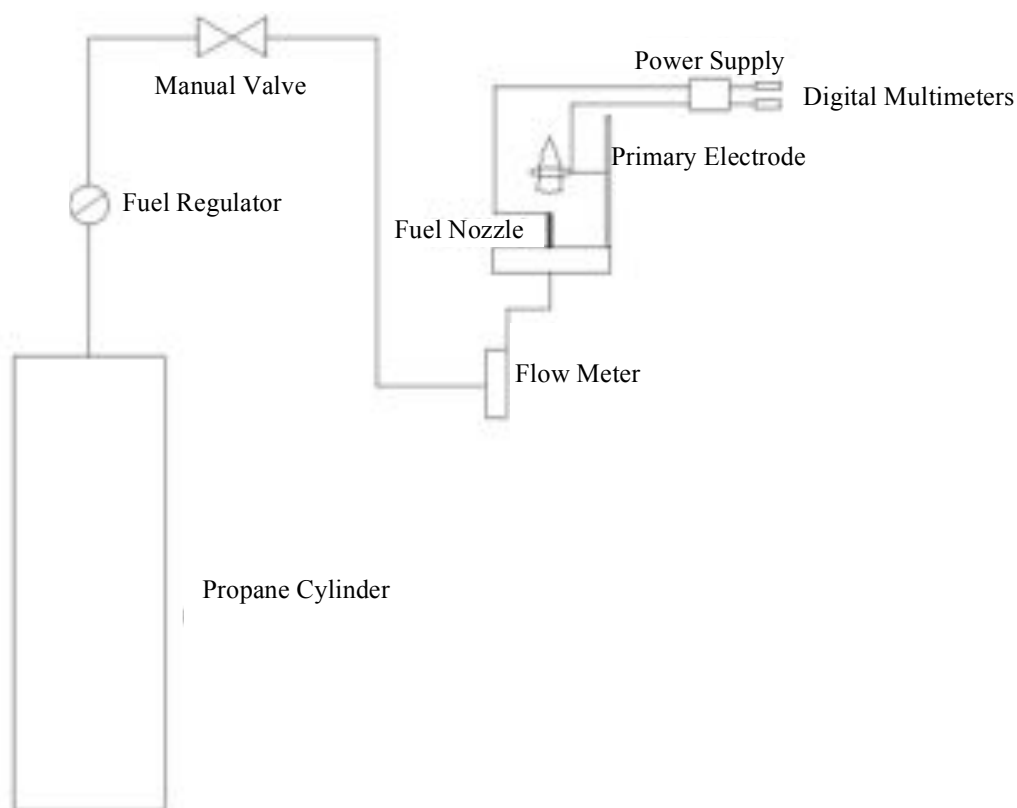 Power Supply
Manual Valve
Digital Multimeters
Primary Electrode
Fuel Regulator
Fuel Nozzle
Flow Meter
Propane Cylinder